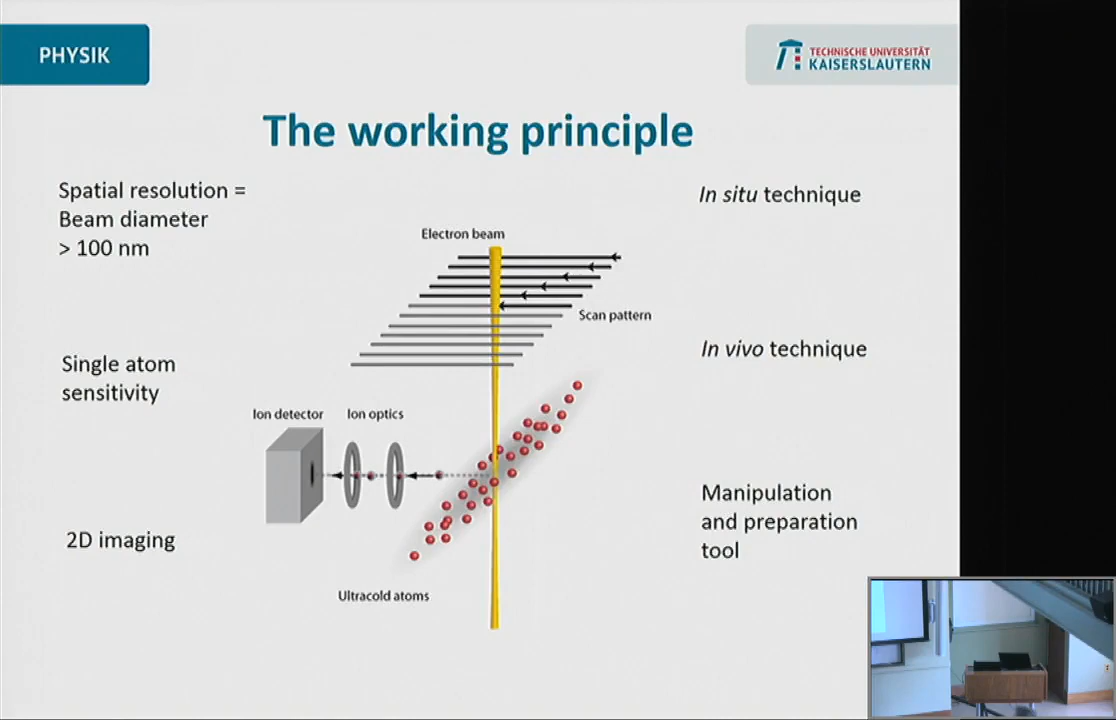 PHYSIK
TECHNISCHE UNIVERSITÄT
KAISERSLAUTERN
The working principle
Spatial resolution =
Beam diameter
> 100 nm
Single atom
sensitivity
2D imaging
Electron beam
Scan pattern
Ion detector
Ion optics
Ultracold atoms
In situ technique
In vivo technique
Manipulation
and preparation
tool